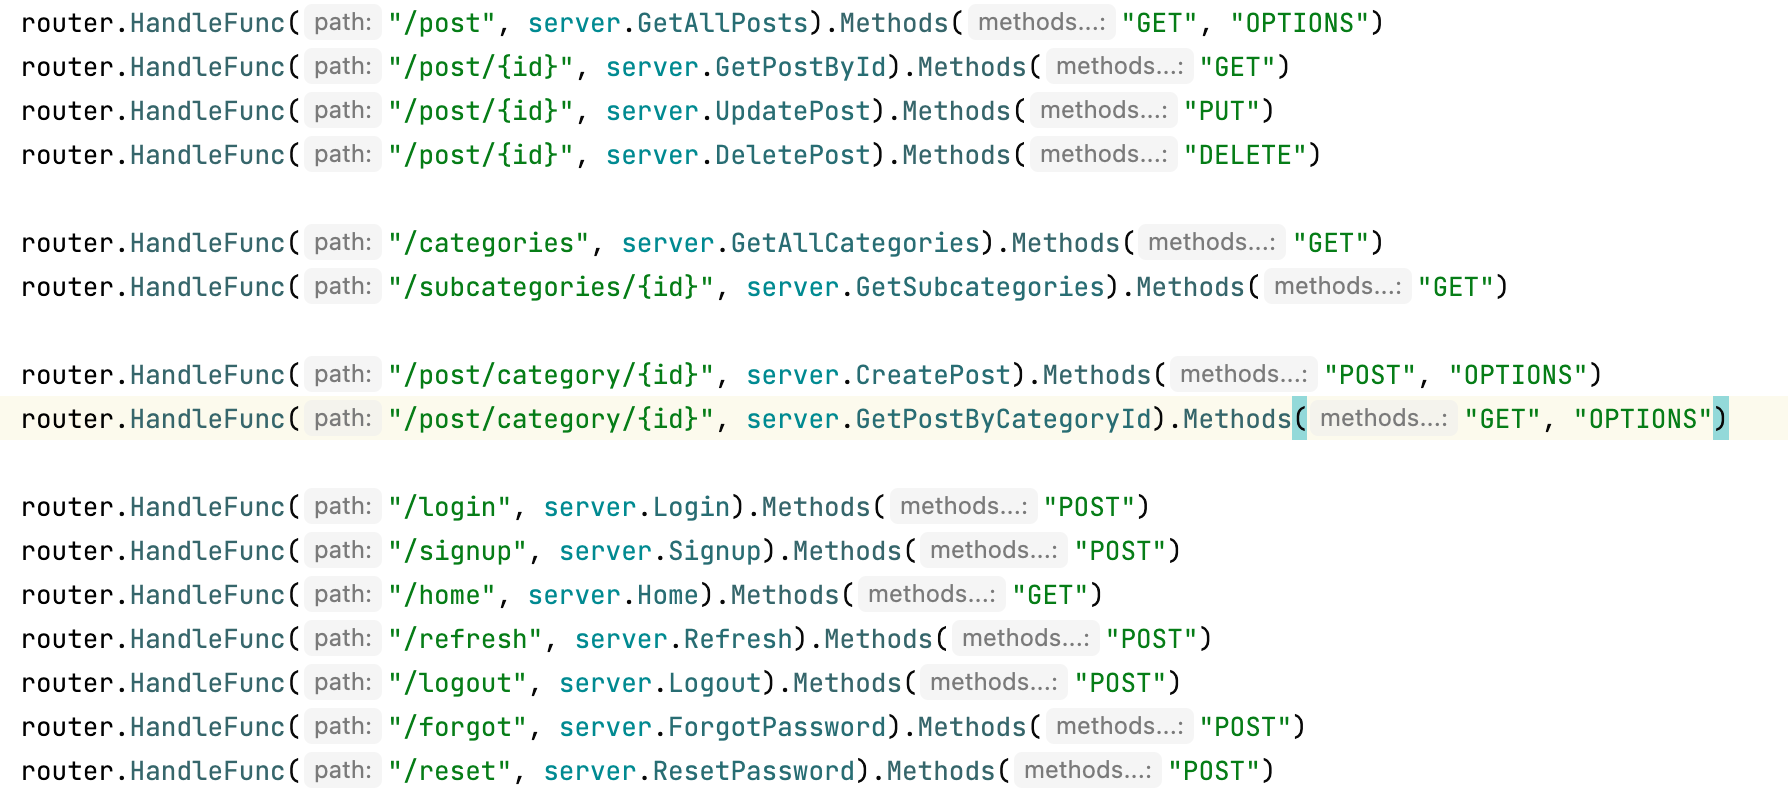 router.HandleFunc( path: "/post", server.GetAllPosts).Methods( methods...: "GET", "OPTIONS")
router.HandleFunc( path: "/post/{id}", server.GetPostById).Methods( methods...: "GET")
router.HandleFunc( path: "/post/{id}", server.UpdatePost).Methods( methods...: "PUT")
router.HandleFunc( path: "/post/{id}", server.DeletePost).Methods( methods...: "DELETE")
router.HandleFunc( path: "/categories", server.GetAllCategories).Methods( methods...: "GET")
router.HandleFunc( path: "/subcategories/{id}", server.GetSubcategories).Methods( methods...: "GET")
router.HandleFunc( path: "/post/category/{id}", server.CreatePost).Methods( methods...: "POST", "OPTIONS")
router.HandleFunc( path: "/post/category/{id}", server.GetPostByCategoryId).Methods( methods...: "GET", "OPTIONS")
router.HandleFunc( path: "/login", server.Login).Methods( methods...: "POST")
router.HandleFunc( path: "/signup", server.Signup).Methods( methods...: "POST")
router.HandleFunc( path: "/home", server.Home).Methods( methods...: "GET")
router.HandleFunc( path: "/refresh", server.Refresh).Methods( methods...: "POST")
router.HandleFunc( path: "/logout", server.Logout).Methods( methods...: "POST")
router.HandleFunc( path: "/forgot", server.ForgotPassword).Methods( methods...: "POST")
router.HandleFunc( path: "/reset", server.ResetPassword).Methods( methods...: "POST")